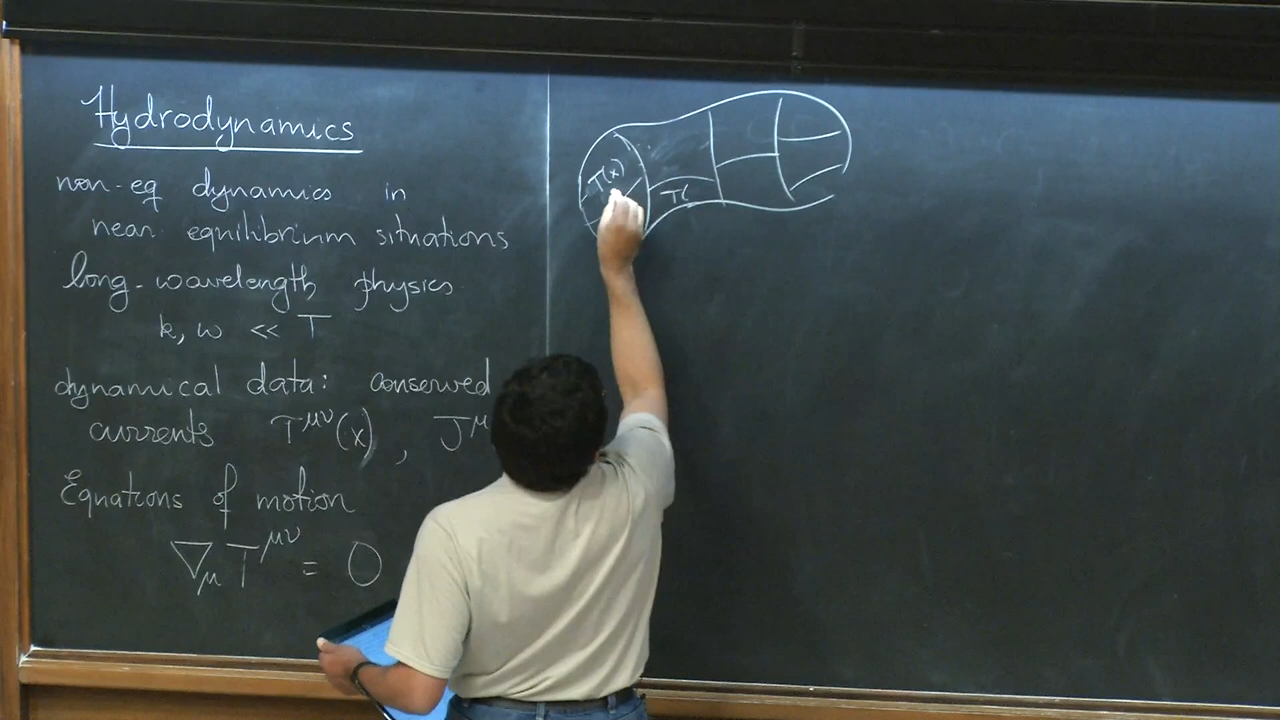 Hydrodynamics
non-eq dynamics in
near equilibrium situations
long-wavelength physics
k, ω << T
dynamical data: conserved
currents T^{μν}(x), J^μ
Equations of motion
∇_μ T^{μν} = 0
T(x)
T(